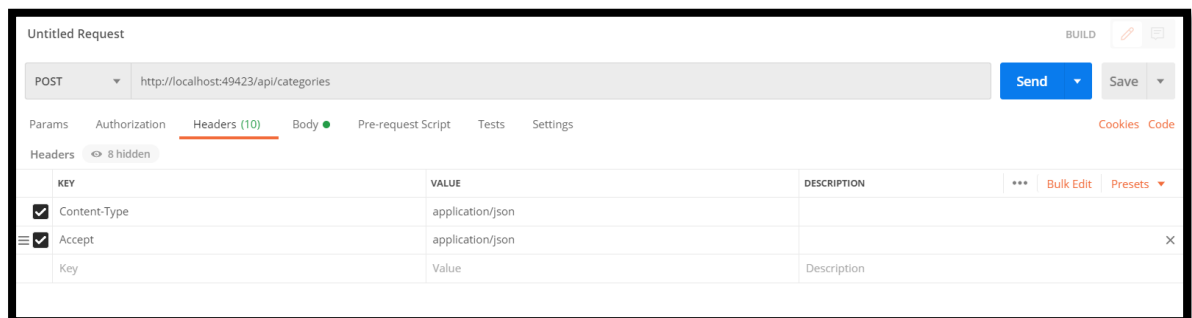 Untitled Request BUILD
POST http://localhost:49423/api/categories Send Save
Params Authorization Headers (10) Body Pre-request Script Tests Settings Cookies Code
Headers 8 hidden
KEY VALUE DESCRIPTION ••• Bulk Edit Presets
Content-Type application/json
Accept application/json
Key Value Description